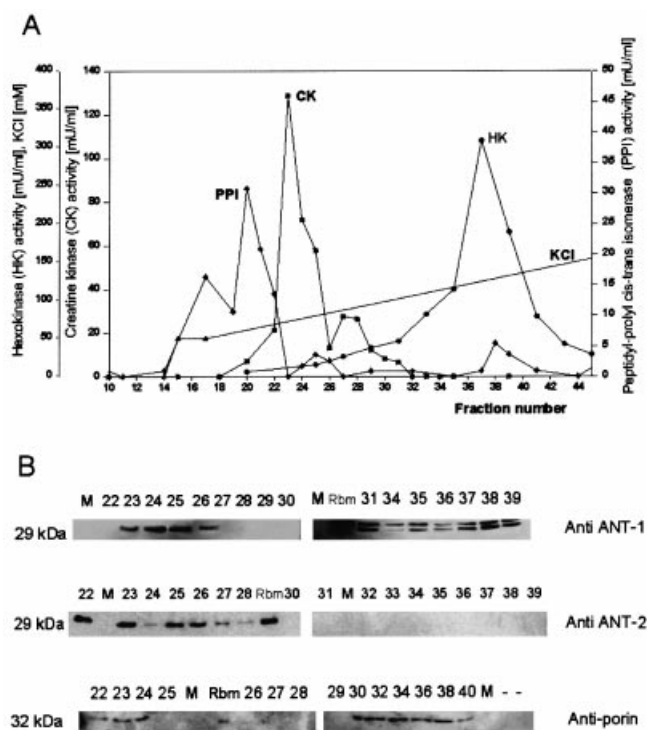 A
Hexokinase (HK) activity [mU/ml], KCl [mM]
400
350
300
250
200
150
100
50
0
Creatine kinase (CK) activity [mU/ml]
140
120
100
80
60
40
20
0
CK
PPI
HK
KCl
50
45
40
35
30
25
20
15
10
5
0
Peptidyl-prolyl cis-trans isomerase (PPI) activity [mU/ml]
10 12 14 16 18 20 22 24 26 28 30 32 34 36 38 40 42 44
Fraction number
B
M 22 23 24 25 26 27 28 29 30
M Rbm 31 34 35 36 37 38 39
29 kDa
Anti ANT-1
22 M 23 24 25 26 27 28 Rbm 30
31 M 32 33 34 35 36 37 38 39
29 kDa
Anti ANT-2
22 23 24 25 M Rbm 26 27 28
29 30 32 34 36 38 40 M - -
32 kDa
Anti-porin